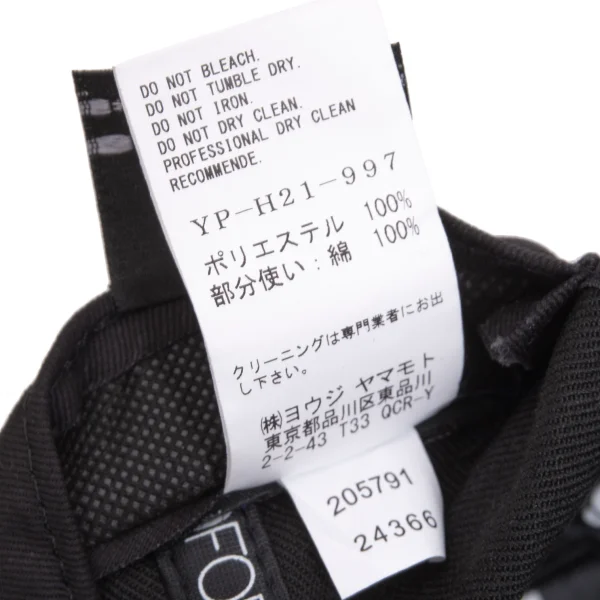 DO NOT BLEACH.
DO NOT TUMBLE DRY.
DO NOT IRON.
DO NOT DRY CLEAN.
PROFESSIONAL DRY CLEAN
RECOMMENDE.
YP-H21-997
ポリエステル 100%
部分使い：綿 100%
クリーニングは専門業者にお出
し下さい。
㈱ヨウジ ヤマモト
東京都品川区東品川
2-2-43 T33 OCR-Y
205791
24366